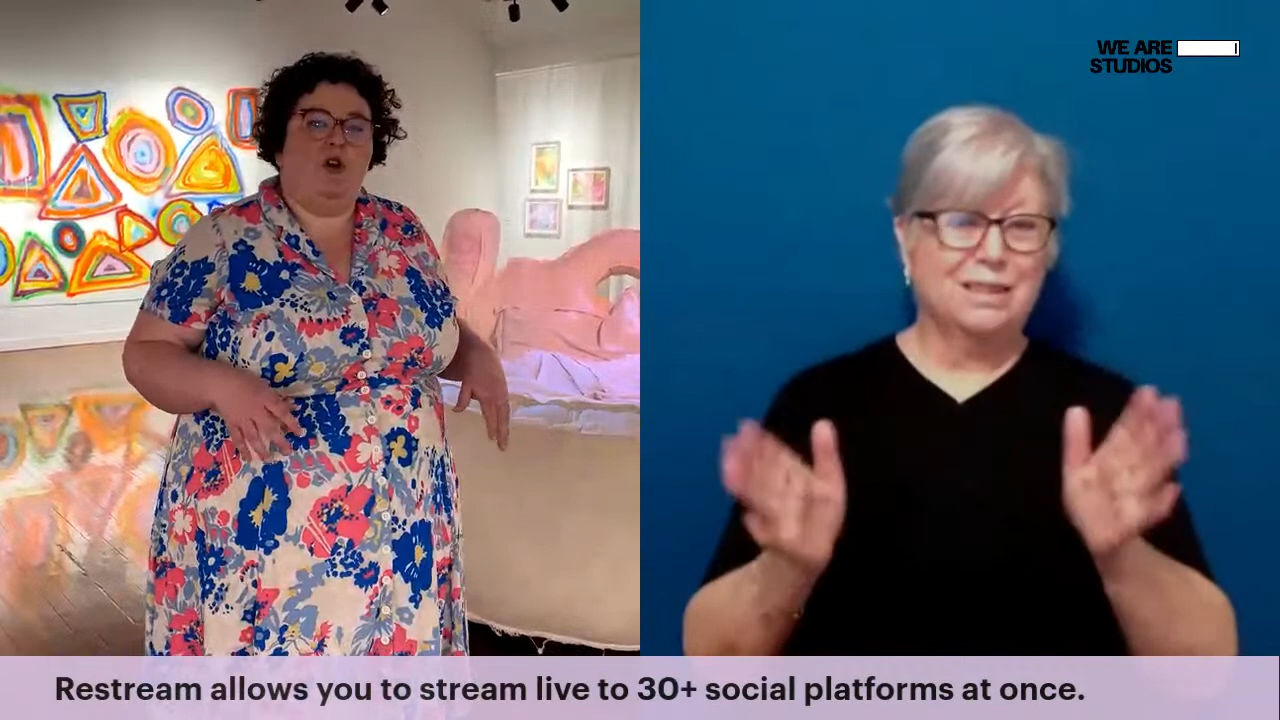 WE ARE
STUDIOS
Restream allows you to stream live to 30+ social platforms at once.